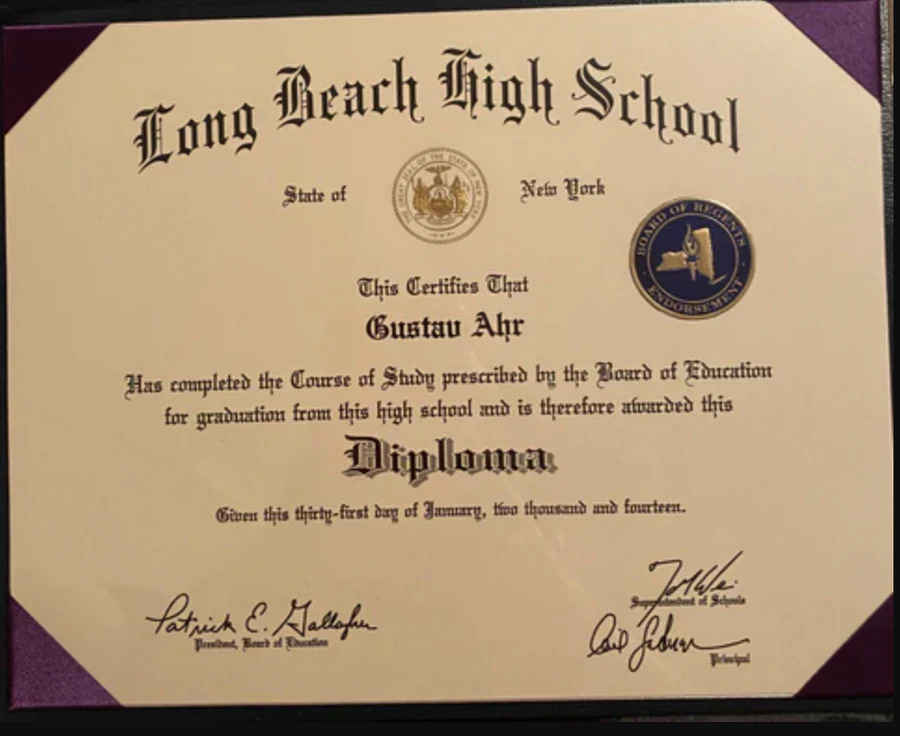 Long Beach High School
State of New York
THE GREAT SEAL OF THE STATE OF NEW YORK
BOARD OF REGENTS
ENDORSEMENT
This Certifies That
Gustav Ahr
Has completed the Course of Study prescribed by the Board of Education
for graduation from this high school and is therefore awarded this
Diploma
Given this thirty-first day of January, two thousand and fourteen.
Patrick E. Gallagher
President, Board of Education
Superintendent of Schools
Principal